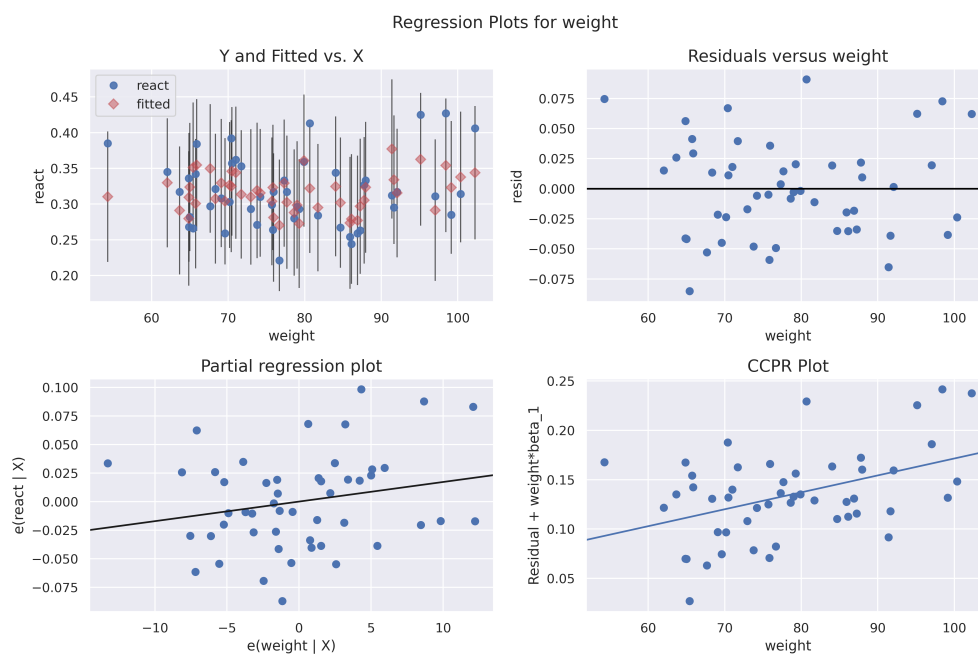 Regression Plots for weight
Y and Fitted vs. X
react
fitted
0.45
0.40
0.35
0.30
0.25
0.20
react
60 70 80 90 100
weight
Residuals versus weight
0.075
0.050
0.025
0.000
−0.025
−0.050
−0.075
resid
60 70 80 90 100
weight
Partial regression plot
0.100
0.075
0.050
0.025
0.000
−0.025
−0.050
−0.075
e(react | X)
−10 −5 0 5 10
e(weight | X)
CCPR Plot
0.25
0.20
0.15
0.10
0.05
Residual + weight*beta_1
60 70 80 90 100
weight